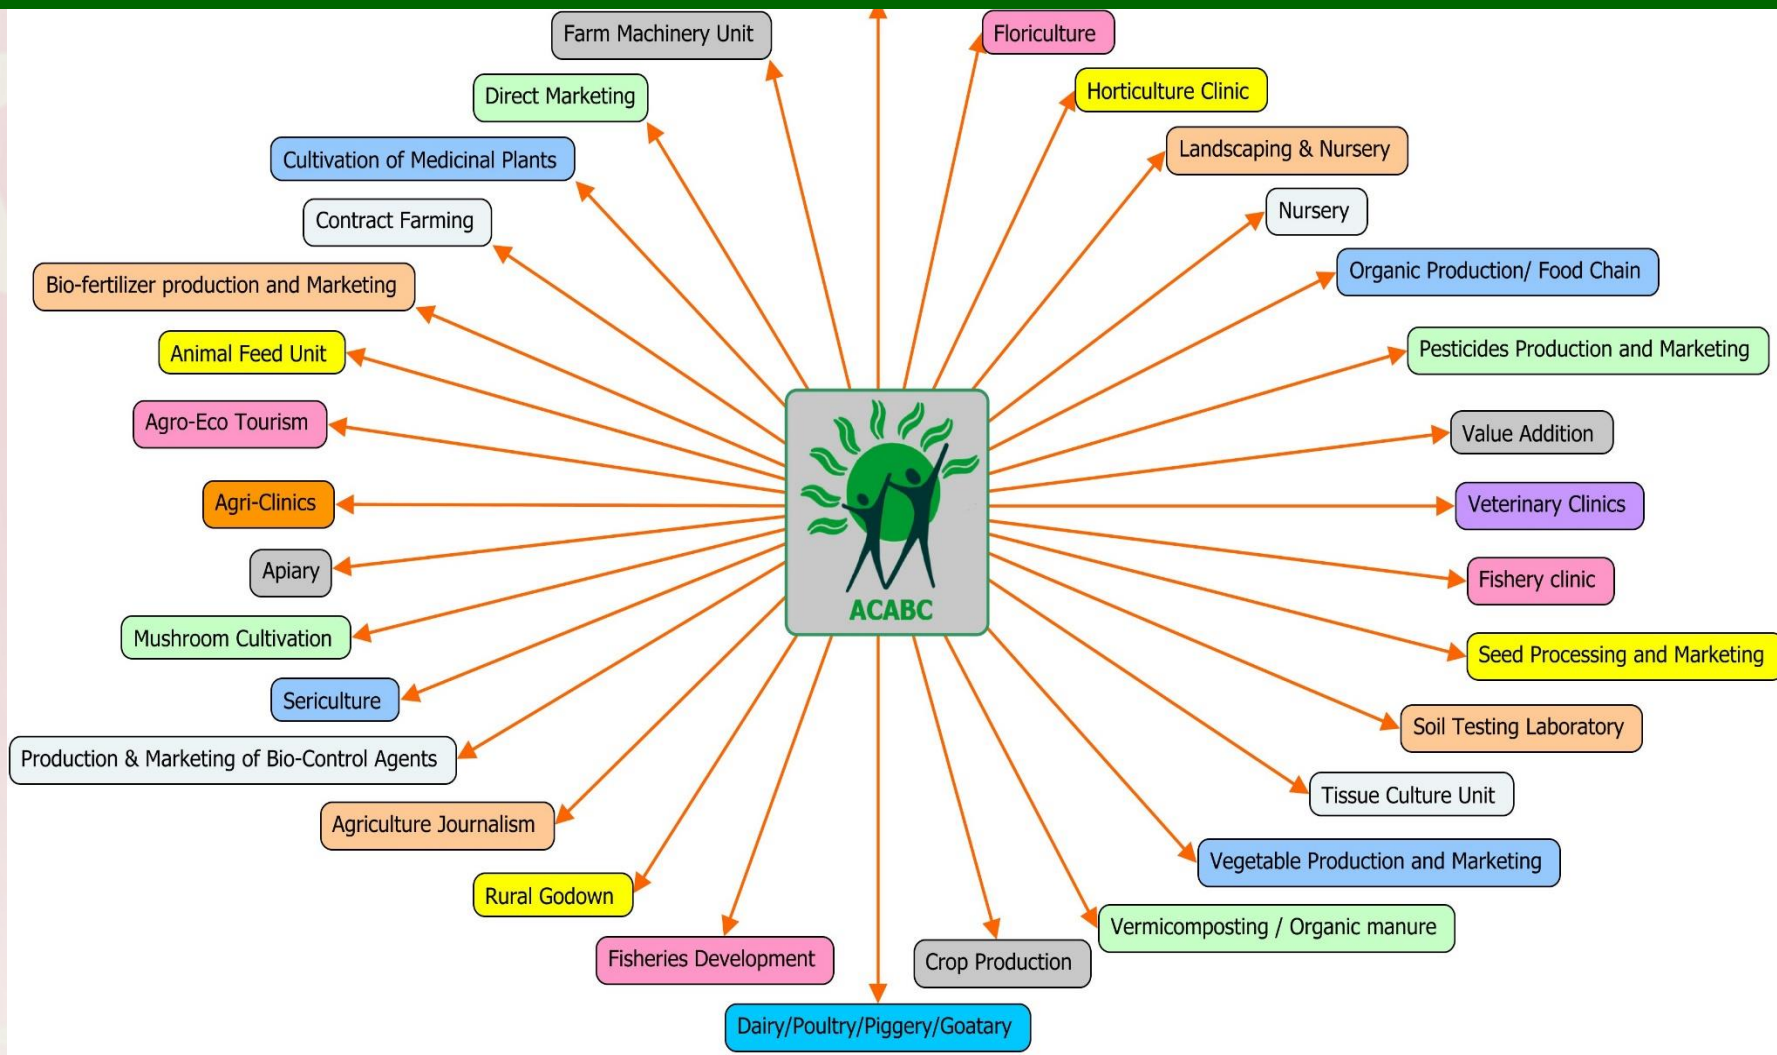 Farm Machinery Unit
Floriculture
Direct Marketing
Horticulture Clinic
Cultivation of Medicinal Plants
Landscaping & Nursery
Contract Farming
Nursery
Bio-fertilizer production and Marketing
Organic Production/ Food Chain
Animal Feed Unit
Pesticides Production and Marketing
Agro-Eco Tourism
Value Addition
Agri-Clinics
Veterinary Clinics
Apiary
Fishery clinic
ACABC
Mushroom Cultivation
Seed Processing and Marketing
Sericulture
Soil Testing Laboratory
Production & Marketing of Bio-Control Agents
Tissue Culture Unit
Agriculture Journalism
Vegetable Production and Marketing
Rural Godown
Vermicomposting / Organic manure
Fisheries Development
Crop Production
Dairy/Poultry/Piggery/Goatary